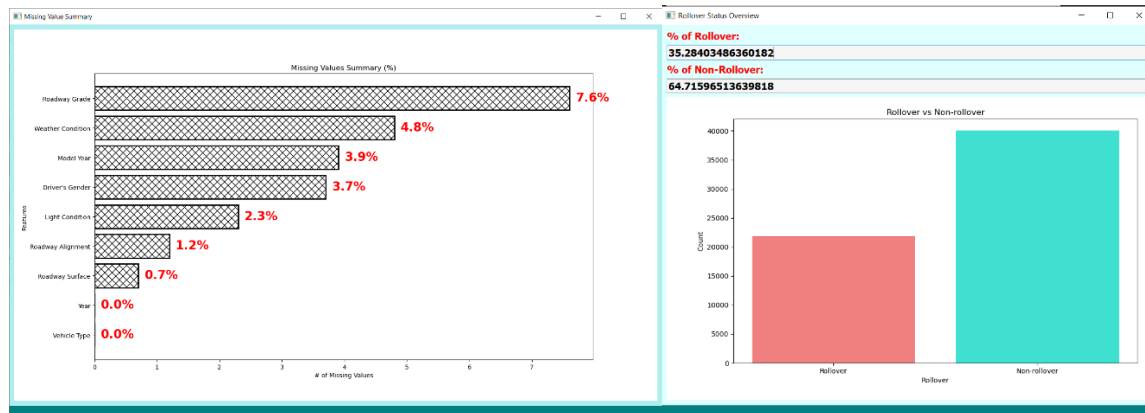 Missing Value Summary
Missing Values Summary (%)
Features
Roadway Grade 7.6%
Weather Condition 4.8%
Model Year 3.9%
Driver's Gender 3.7%
Light Condition 2.3%
Roadway Alignment 1.2%
Roadway Surface 0.7%
Year 0.0%
Vehicle Type 0.0%
0 1 2 3 4 5 6 7
# of Missing Values
Rollover Status Overview
% of Rollover:
35.28403486360182
% of Non-Rollover:
64.71596513639818
Rollover vs Non-rollover
Count
40000
35000
30000
25000
20000
15000
10000
5000
0
Rollover Non-rollover
Rollover